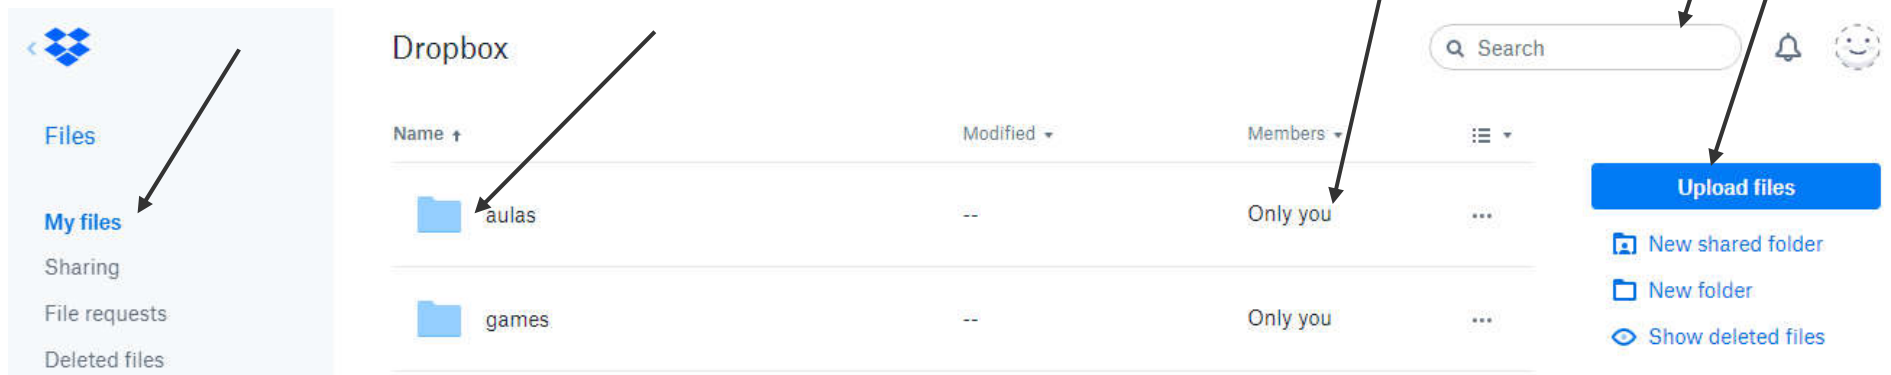 Dropbox
Search
Files
Name Modified Members
Upload files
My files
aulas -- Only you ...
New shared folder
Sharing
New folder
File requests
games -- Only you ...
Show deleted files
Deleted files